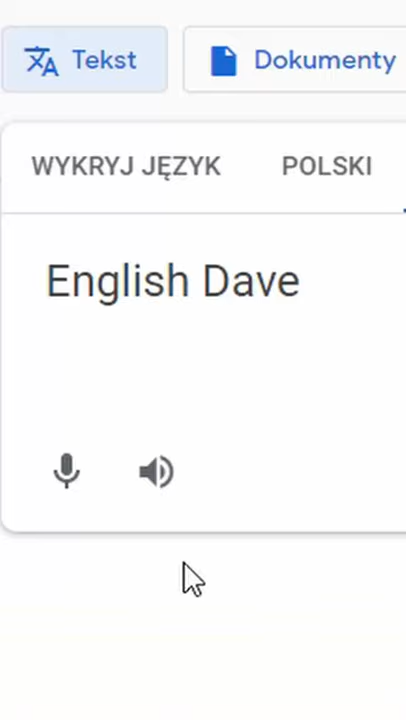 Tekst
Dokumenty
WYKRYJ JĘZYK
POLSKI
English Dave